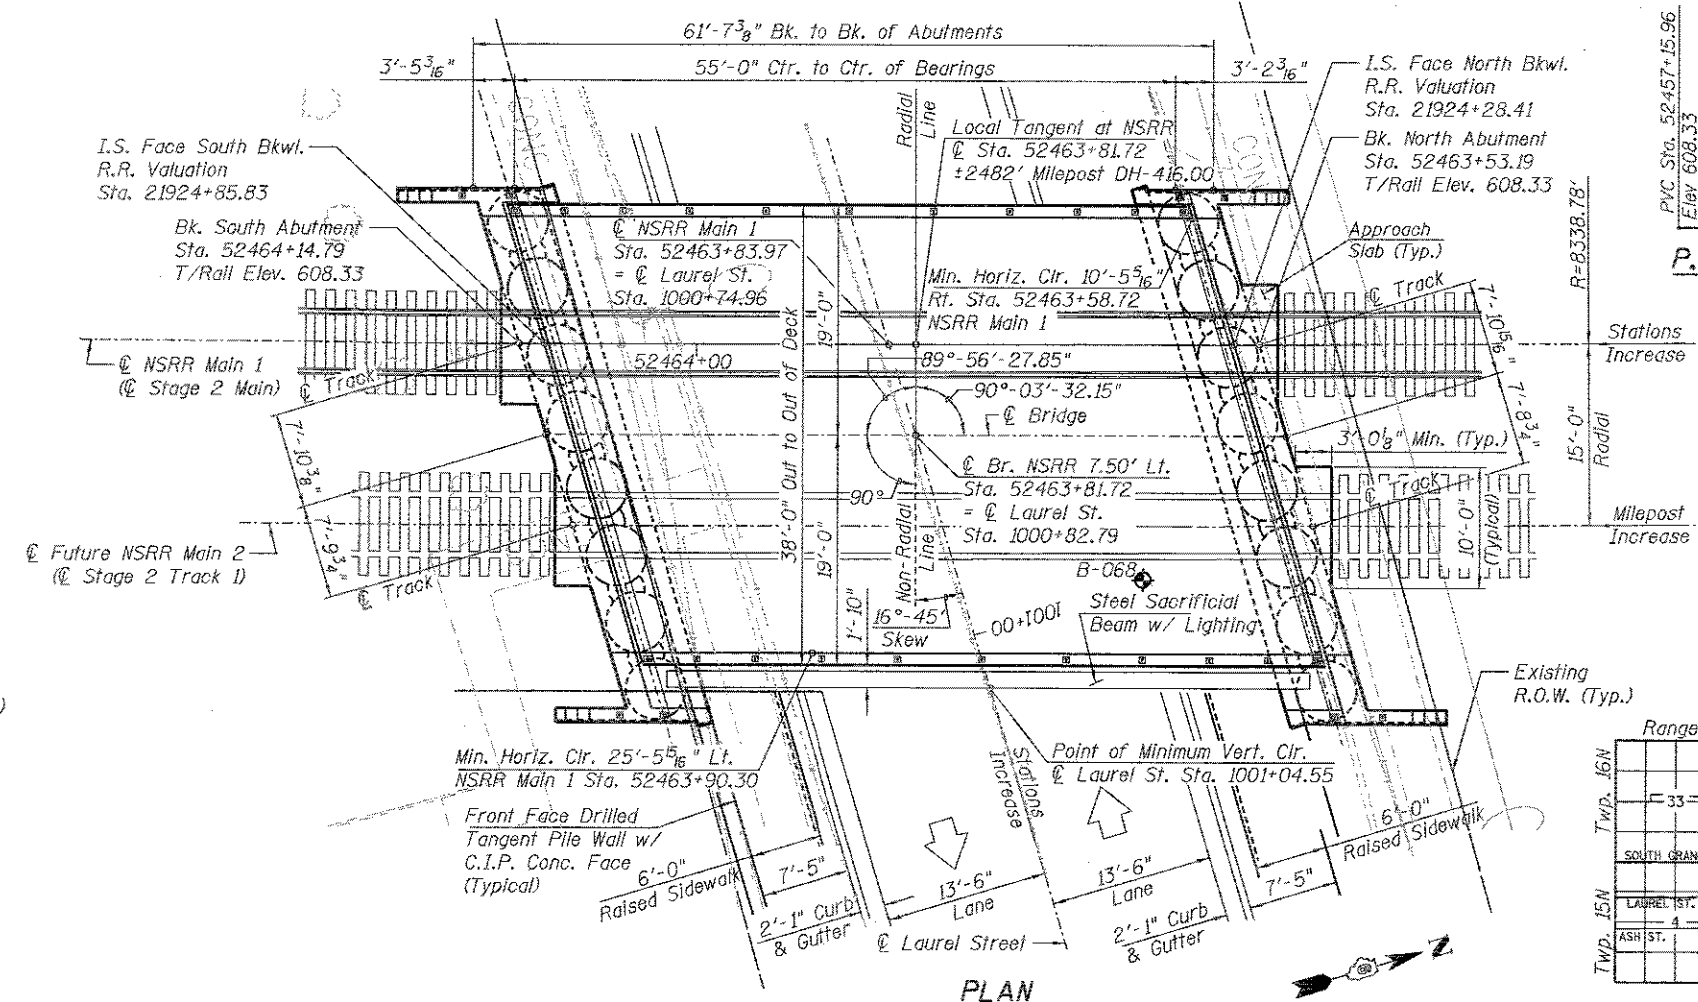 61'-7 3/8" Bk. to Bk. of Abutments
3'-5 3/16"
55'-0" Ctr. to Ctr. of Bearings
3'-2 3/16"
I.S. Face North Bkwl.
R.R. Valuation
Sta. 21924+28.41
Bk. North Abutment
Sta. 52463+53.19
T/Rail Elev. 608.33
PVC Sta. 52457+15.96
Elev 608.33
P.
I.S. Face South Bkwl.
R.R. Valuation
Sta. 21924+85.83
Bk. South Abutment
Sta. 52464+14.79
T/Rail Elev. 608.33
Radial
Line
Local Tangent at NSRR
℄ Sta. 52463+81.72
±2482' Milepost DH-416.00
CONC
CON
℄ NSRR Main 1
Sta. 52463+83.97
= ℄ Laurel St.
Sta. 1000+74.96
Min. Horiz. Clr. 10'-5 5/16"
Rt. Sta. 52463+58.72
NSRR Main 1
Approach
Slab (Typ.)
R=8338.78'
℄ Track
7'-10 15/16"
Stations
Increase
℄ NSRR Main 1
(℄ Stage 2 Main)
℄ Track
52464+00
19'-0"
38'-0" Out to Out of Deck
89°-56'-27.85"
90°-03'-32.15"
℄ Bridge
7'-8 3/4"
3'-0 1/8" Min. (Typ.)
15'-0"
Radial
7'-10 3/8"
7'-9 3/4"
℄ Br. NSRR 7.50' Lt.
Sta. 52463+81.72
= ℄ Laurel St.
Sta. 1000+82.79
90°
℄ Track
10'-0"
(Typical)
Milepost
Increase
℄ Future NSRR Main 2
(℄ Stage 2 Track 1)
℄ Track
19'-0"
Non-Radial
Line
B-068
1'-10"
16°-45'
Skew
1001+00
Steel Sacrificial
Beam w/ Lighting
Existing
R.O.W. (Typ.)
)
Min. Horiz. Clr. 25'-5 5/16" Lt.
NSRR Main 1 Sta. 52463+90.30
Stations
Increase
Point of Minimum Vert. Clr.
℄ Laurel St. Sta. 1001+04.55
Front Face Drilled
Tangent Pile Wall w/
C.I.P. Conc. Face
(Typical)
6'-0"
Raised Sidewalk
7'-5"
2'-1" Curb
& Gutter
13'-6"
Lane
13'-6"
Lane
℄ Laurel Street
2'-1" Curb
& Gutter
7'-5"
6'-0"
Raised Sidewalk
Range
Twp. 16N
33
SOUTH GRAN
LAUREL ST.
4
ASH ST.
Twp. 15N
N
PLAN